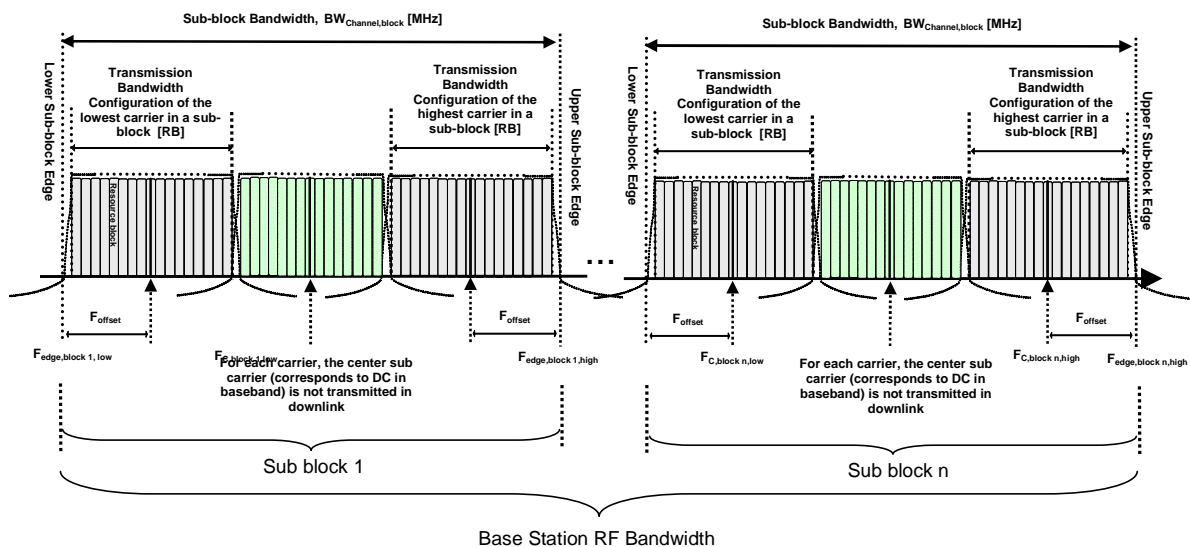 Sub-block Bandwidth, BWChannel,block [MHz]
Sub-block Bandwidth, BWChannel,block [MHz]
Lower Sub-block Edge
Transmission
Bandwidth
Configuration of the
lowest carrier in a sub-
block [RB]
Transmission
Bandwidth
Configuration of the
highest carrier in a
sub-block [RB]
Upper Sub-block Edge
Lower Sub-block Edge
Transmission
Bandwidth
Configuration of the
lowest carrier in a
sub-block [RB]
Transmission
Bandwidth
Configuration of the
highest carrier in a
sub-block [RB]
Upper Sub-block Edge
Resource block
Resource block
...
Foffset
Foffset
Foffset
Foffset
Fedge,block 1, low
FC,block 1,low
Fedge,block 1,high
FC,block n,low
FC,block n,high
Fedge,block n,high
For each carrier, the center sub
carrier (corresponds to DC in
baseband) is not transmitted in
downlink
For each carrier, the center sub
carrier (corresponds to DC in
baseband) is not transmitted in
downlink
Sub block 1
Sub block n
Base Station RF Bandwidth